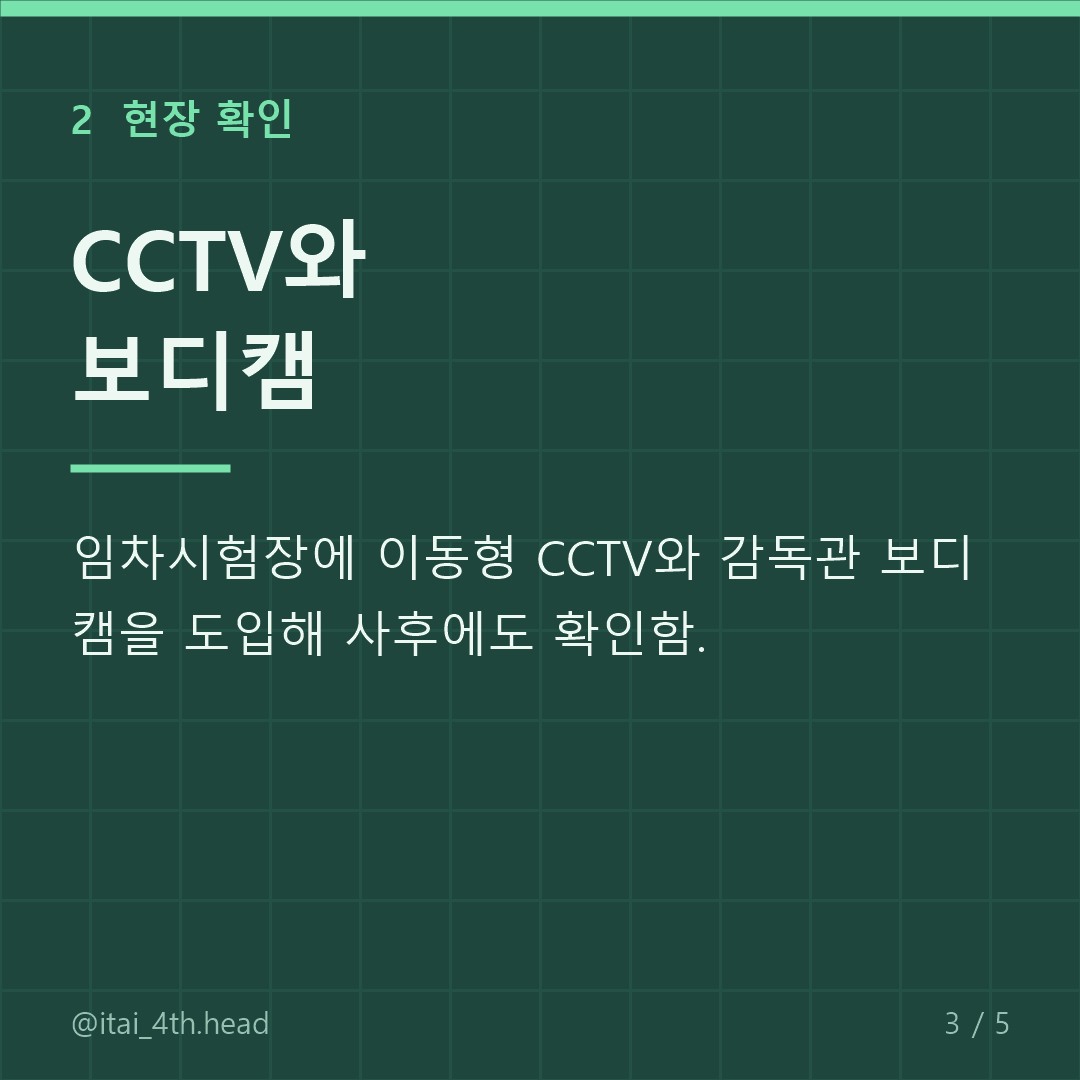 2 현장 확인
CCTV와
보디캠
임차시험장에 이동형 CCTV와 감독관 보디
캠을 도입해 사후에도 확인함.
@itai_4th.head
3 / 5